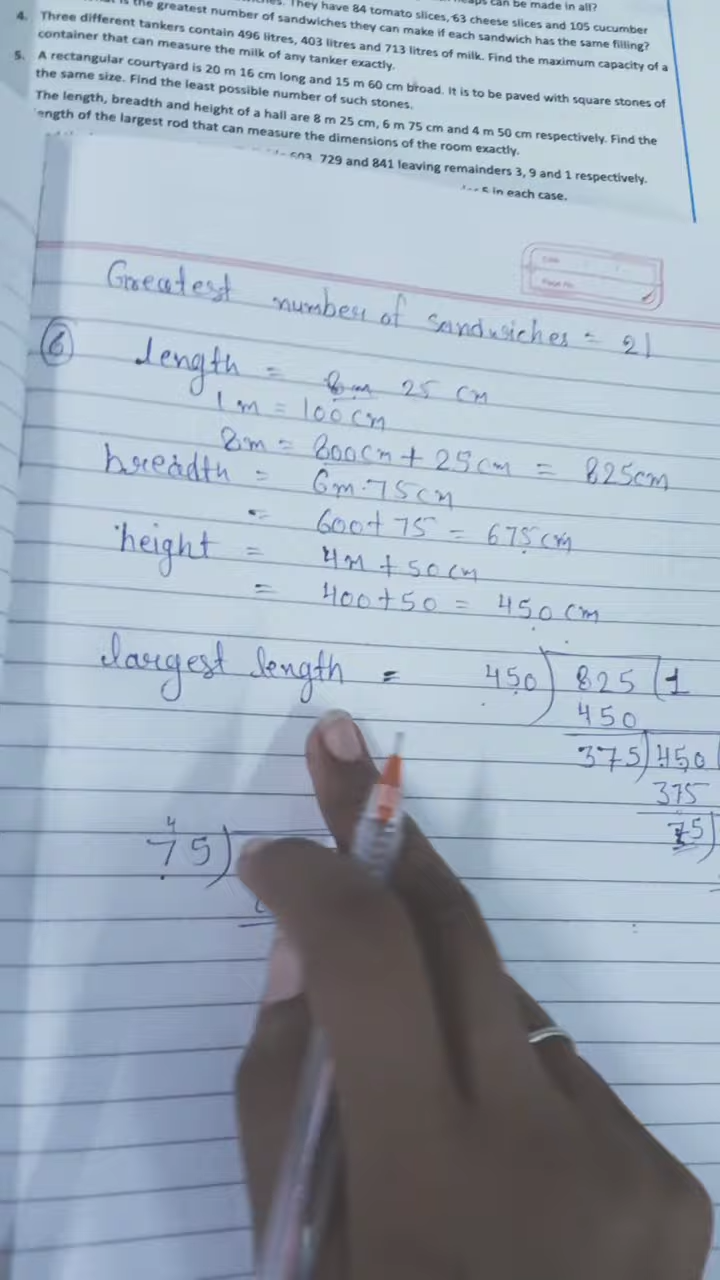 is the greatest number of sandwiches they can make if each sandwich has the same filling?
They have 84 tomato slices, 63 cheese slices and 105 cucumber
can be made in all?
4. Three different tankers contain 496 litres, 403 litres and 713 litres of milk. Find the maximum capacity of a
container that can measure the milk of any tanker exactly.
5. A rectangular courtyard is 20 m 16 cm long and 15 m 60 cm broad. It is to be paved with square stones of
the same size. Find the least possible number of such stones.
The length, breadth and height of a hall are 8 m 25 cm, 6 m 75 cm and 4 m 50 cm respectively. Find the
length of the largest rod that can measure the dimensions of the room exactly.
729 and 841 leaving remainders 3, 9 and 1 respectively.
in each case.
Greatest number of sandwiches = 21
6 length = 8m 25 cm
1m = 100cm
8m = 800cm + 25cm = 825cm
breadth = 6m.75cm
= 600+75 = 675cm
height = 4m + 50cm
= 400+50 = 450cm
largest length = 450)825(1
450
375)450
375
75)
4
75)